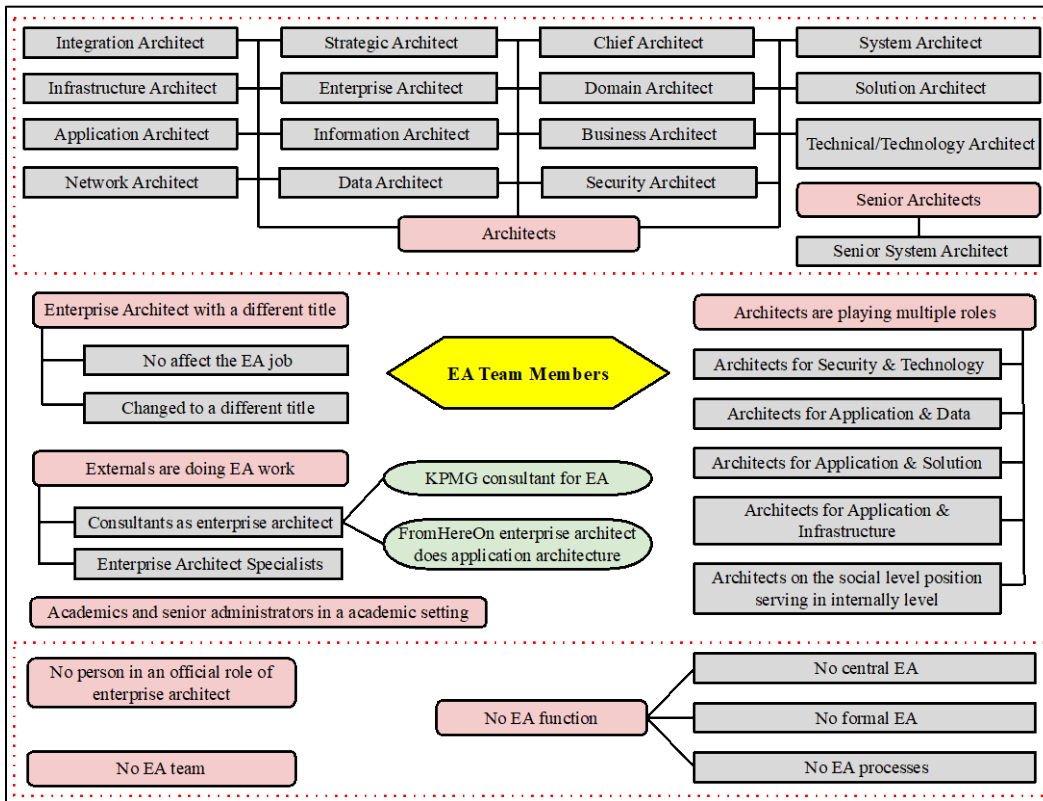 Integration Architect
Strategic Architect
Chief Architect
System Architect
Infrastructure Architect
Enterprise Architect
Domain Architect
Solution Architect
Application Architect
Information Architect
Business Architect
Technical/Technology Architect
Network Architect
Data Architect
Security Architect
Senior Architects
Architects
Senior System Architect
Enterprise Architect with a different title
No affect the EA job
Changed to a different title
EA Team Members
Architects are playing multiple roles
Architects for Security & Technology
Architects for Application & Data
Architects for Application & Solution
Architects for Application &
Infrastructure
Architects on the social level position
serving in internally level
Externals are doing EA work
Consultants as enterprise architect
Enterprise Architect Specialists
KPMG consultant for EA
FromHereOn enterprise architect
does application architecture
Academics and senior administrators in a academic setting
No person in an official role of
enterprise architect
No EA team
No EA function
No central EA
No formal EA
No EA processes